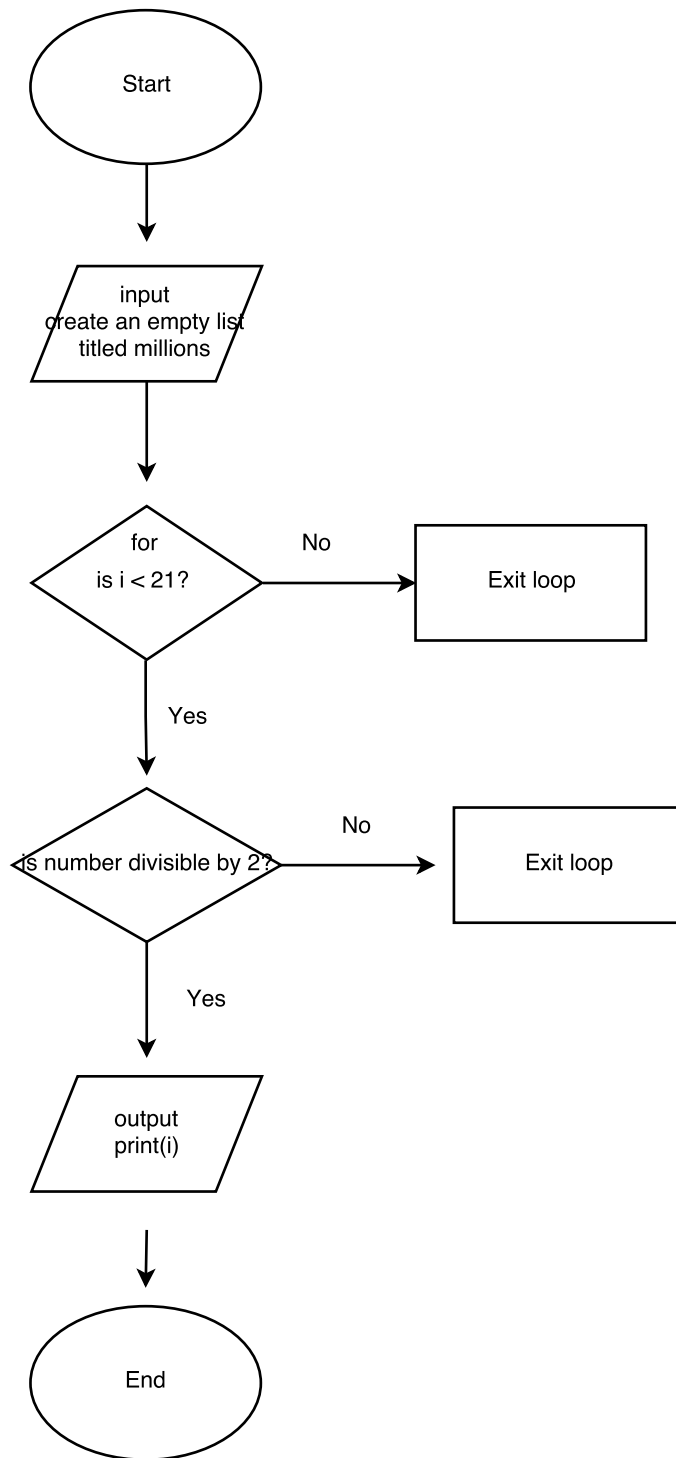 Start
input
create an empty list
titled millions
for
is i < 21?
No
Exit loop
Yes
is number divisible by 2?
No
Exit loop
Yes
output
print(i)
End